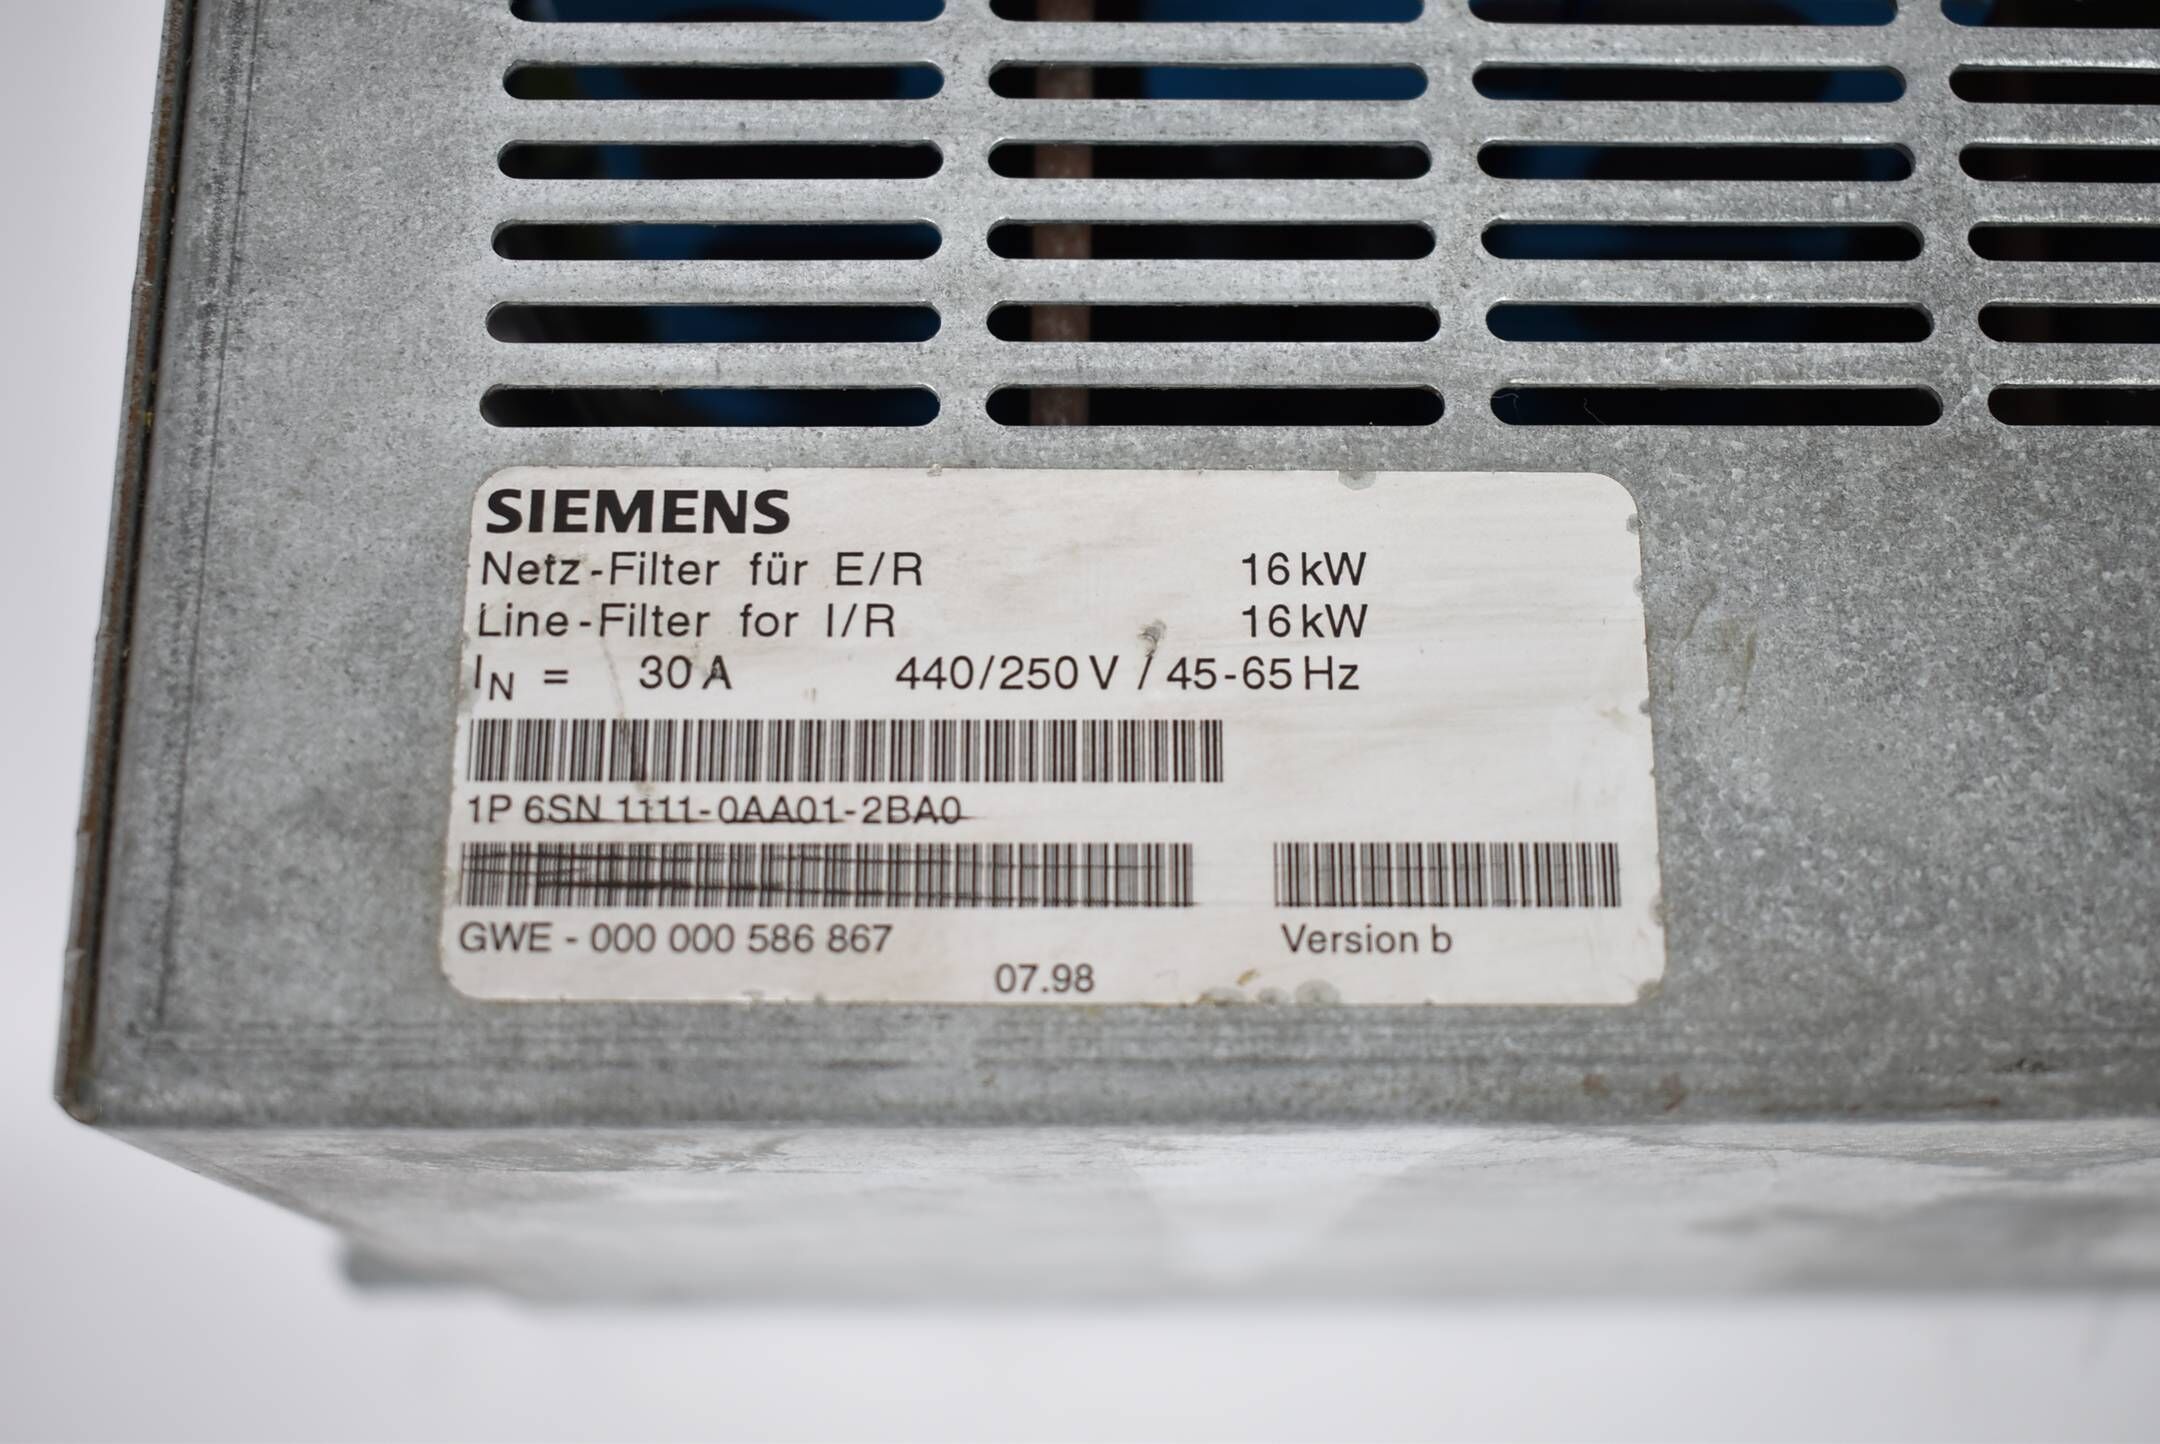 SIEMENS
Netz-Filter für E/R 16 kW
Line-Filter for I/R 16 kW
IN = 30 A 440/250 V / 45-65 Hz
1P 6SN 1111-0AA01-2BA0
GWE - 000 000 586 867 Version b
07.98